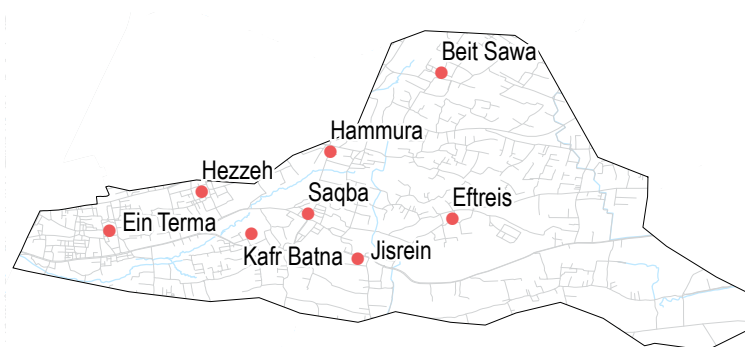 Beit Sawa
Hammura
Hezzeh
Saqba
Eftreis
Ein Terma
Kafr Batna
Jisrein